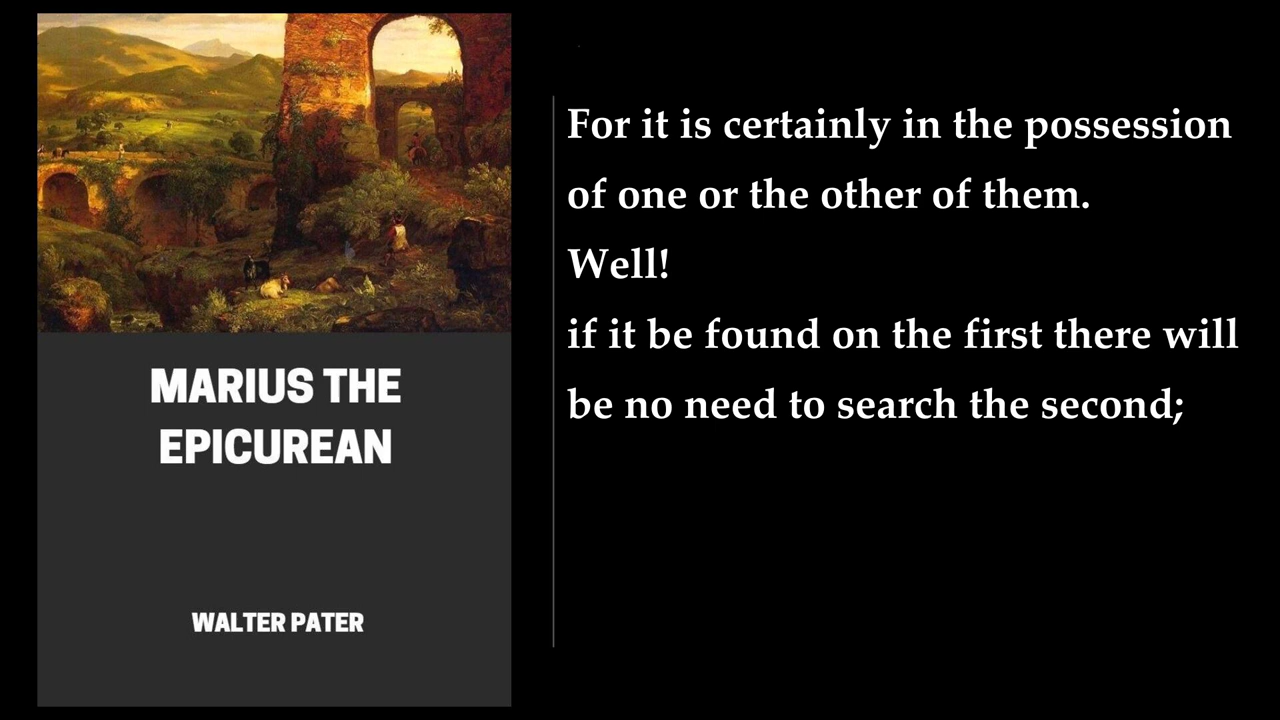 MARIUS THE
EPICUREAN
WALTER PATER
For it is certainly in the possession
of one or the other of them.
Well!
if it be found on the first there will
be no need to search the second;